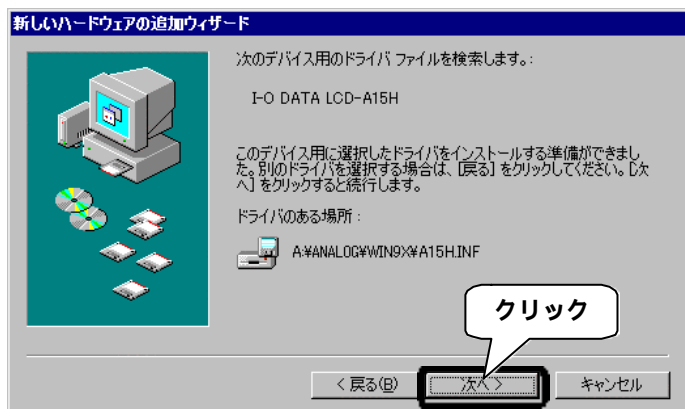 新しいハードウェアの追加ウィザード
次のデバイス用のドライバ ファイルを検索します。:
I-O DATA LCD-A15H
このデバイス用に選択したドライバをインストールする準備ができまし
た。別のドライバを選択する場合は、[戻る] をクリックしてください。[次
へ] をクリックすると続行します。
ドライバのある場所 :
A:¥ANALOG¥WIN9X¥A15H.INF
クリック
< 戻る(B)
次へ >
キャンセル